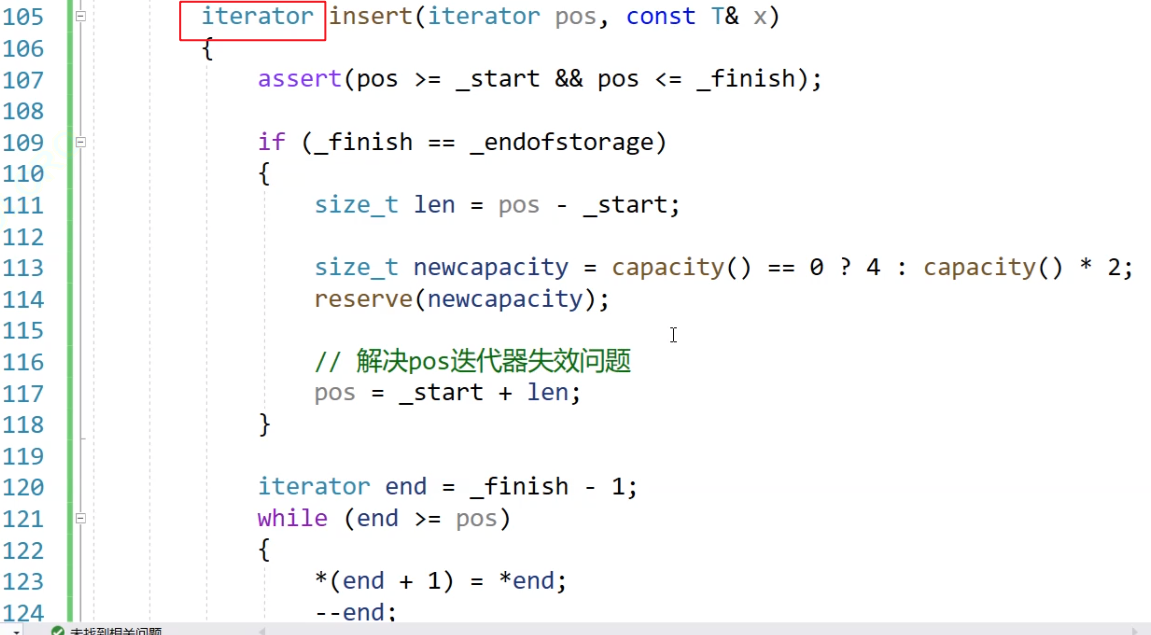 105 iterator insert(iterator pos, const T& x)
106 {
107 assert(pos >= _start && pos <= _finish);
108
109 if (_finish == _endofstorage)
110 {
111 size_t len = pos - _start;
112
113 size_t newcapacity = capacity() == 0 ? 4 : capacity() * 2;
114 reserve(newcapacity);
115
116 // 解决pos迭代器失效问题
117 pos = _start + len;
118 }
119
120 iterator end = _finish - 1;
121 while (end >= pos)
122 {
123 *(end + 1) = *end;
124 --end;
未找到相关问题